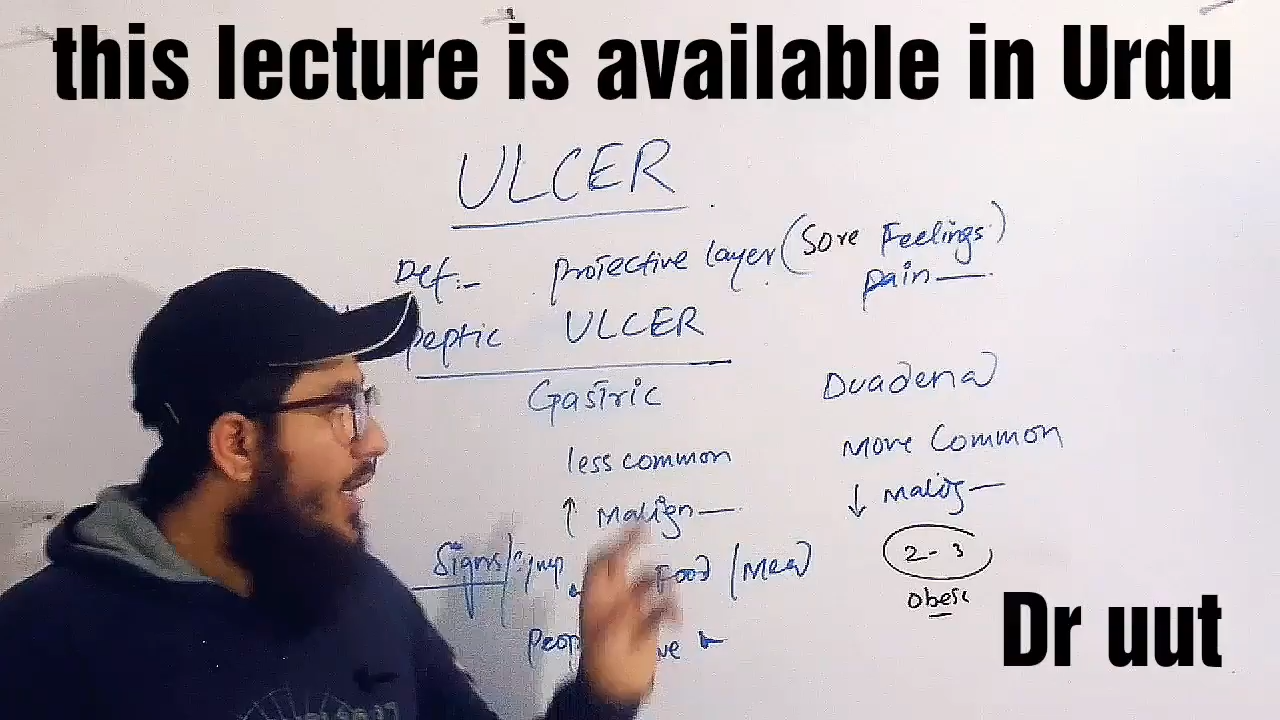 this lecture is available in Urdu
ULCER
Def:- Protective layer (Sore Feelings)
pain
peptic ULCER
Gastric Duadenal
less common More Common
↑ Malign ↓ Malig
Signs/Symp Food / Meal 2-3
obese
Dr uut